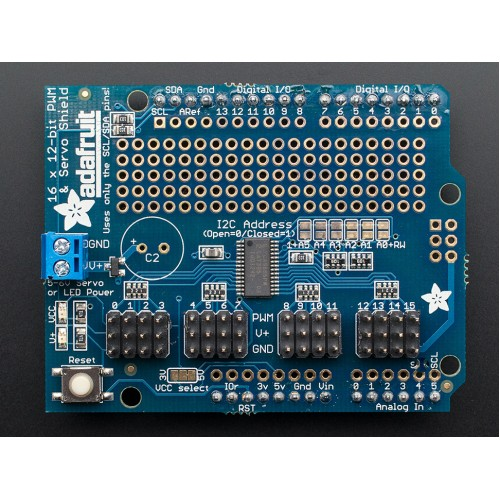 16 x 12-bit PWM
& Servo Shield
adafruit
Uses only the SCL/SDA pins!
SDA Gnd Digital I/O Digital I/O
SCL ARef 13 12 11 10 9 8 7 6 5 4 3 2 1 0
I2C Address
(Open=0/Closed=1)
1+A5 A4 A3 A2 A1 A0+RW
+
C2
GND
V+
5-6V Servo
or LED Power
0 1 2 3 4 5 6 7 8 9 10 11 12 13 14 15
PWM
V+
GND
VCC
V+
Reset
3V 5V
VCC select
IOr 3v 5v Gnd Vin
RST
0 1 2 3 4 5
SCL
Analog In